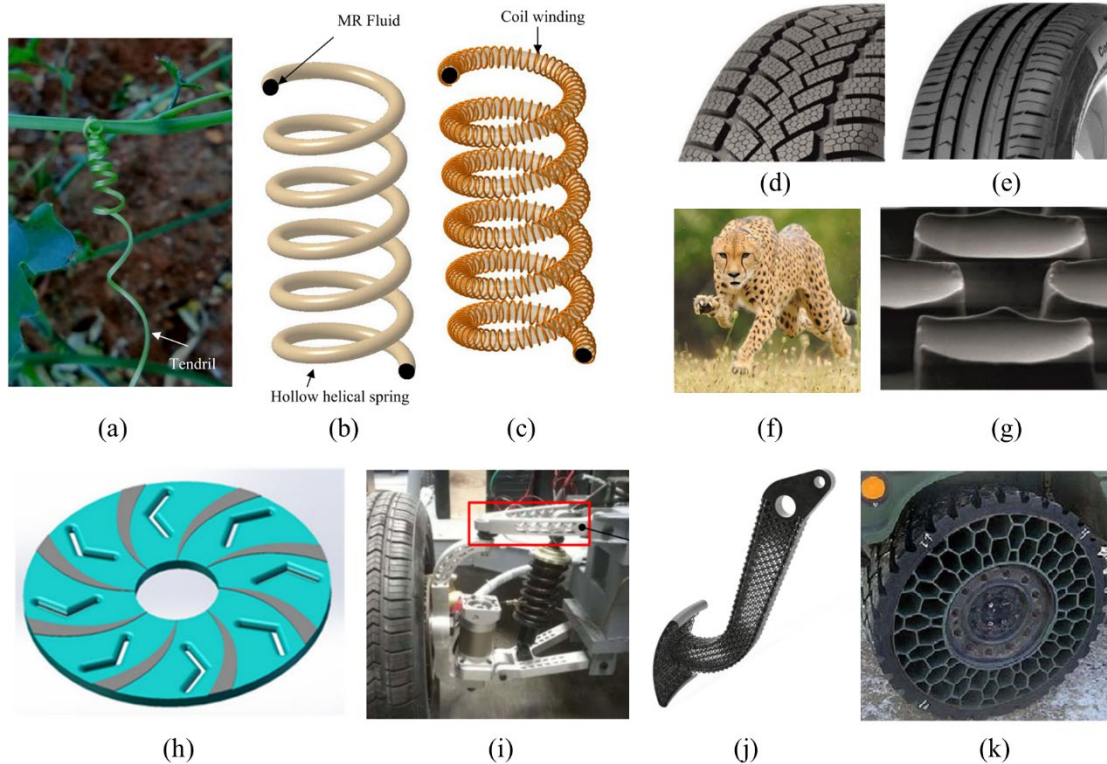 MR Fluid
Coil winding
Tendril
Hollow helical spring
(a)
(b)
(c)
(d)
(e)
(f)
(g)
(h)
(i)
(j)
(k)